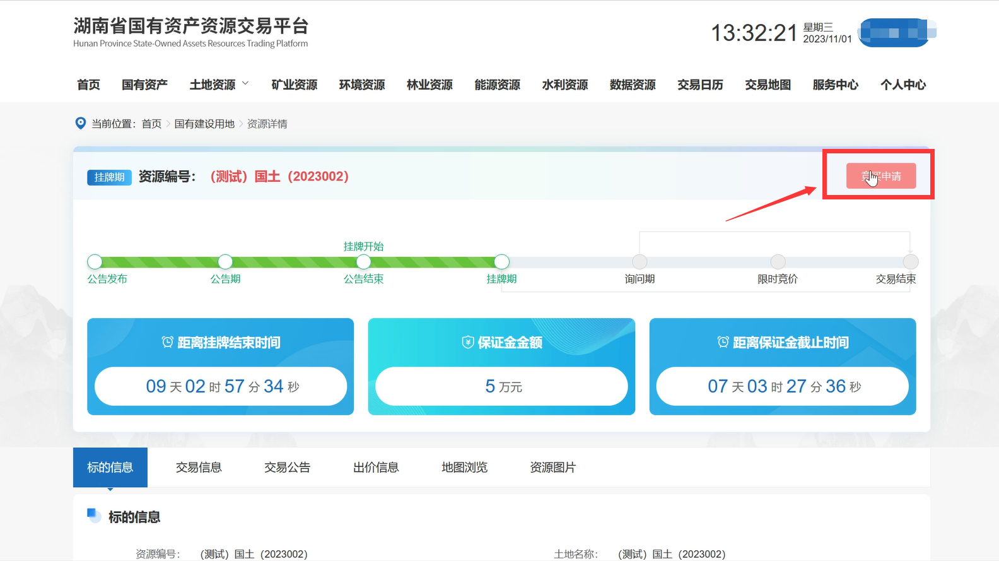 湖南省国有资产资源交易平台
Hunan Province State-Owned Assets Resources Trading Platform
13:32:21 星期三
2023/11/01
首页 国有资产 土地资源 矿业资源 环境资源 林业资源 能源资源 水利资源 数据资源 交易日历 交易地图 服务中心 个人中心
当前位置：首页 > 国有建设用地 > 资源详情
挂牌期 资源编号：（测试）国土（2023002）
申请
挂牌开始
公告发布 公告期 公告结束 挂牌期 询问期 限时竞价 交易结束
距离挂牌结束时间 保证金金额 距离保证金截止时间
09 天 02 时 57 分 34 秒 5 万元 07 天 03 时 27 分 36 秒
标的信息 交易信息 交易公告 出价信息 地图浏览 资源图片
标的信息
资源编号： （测试）国土（2023002） 土地名称： （测试）国土（2023002）